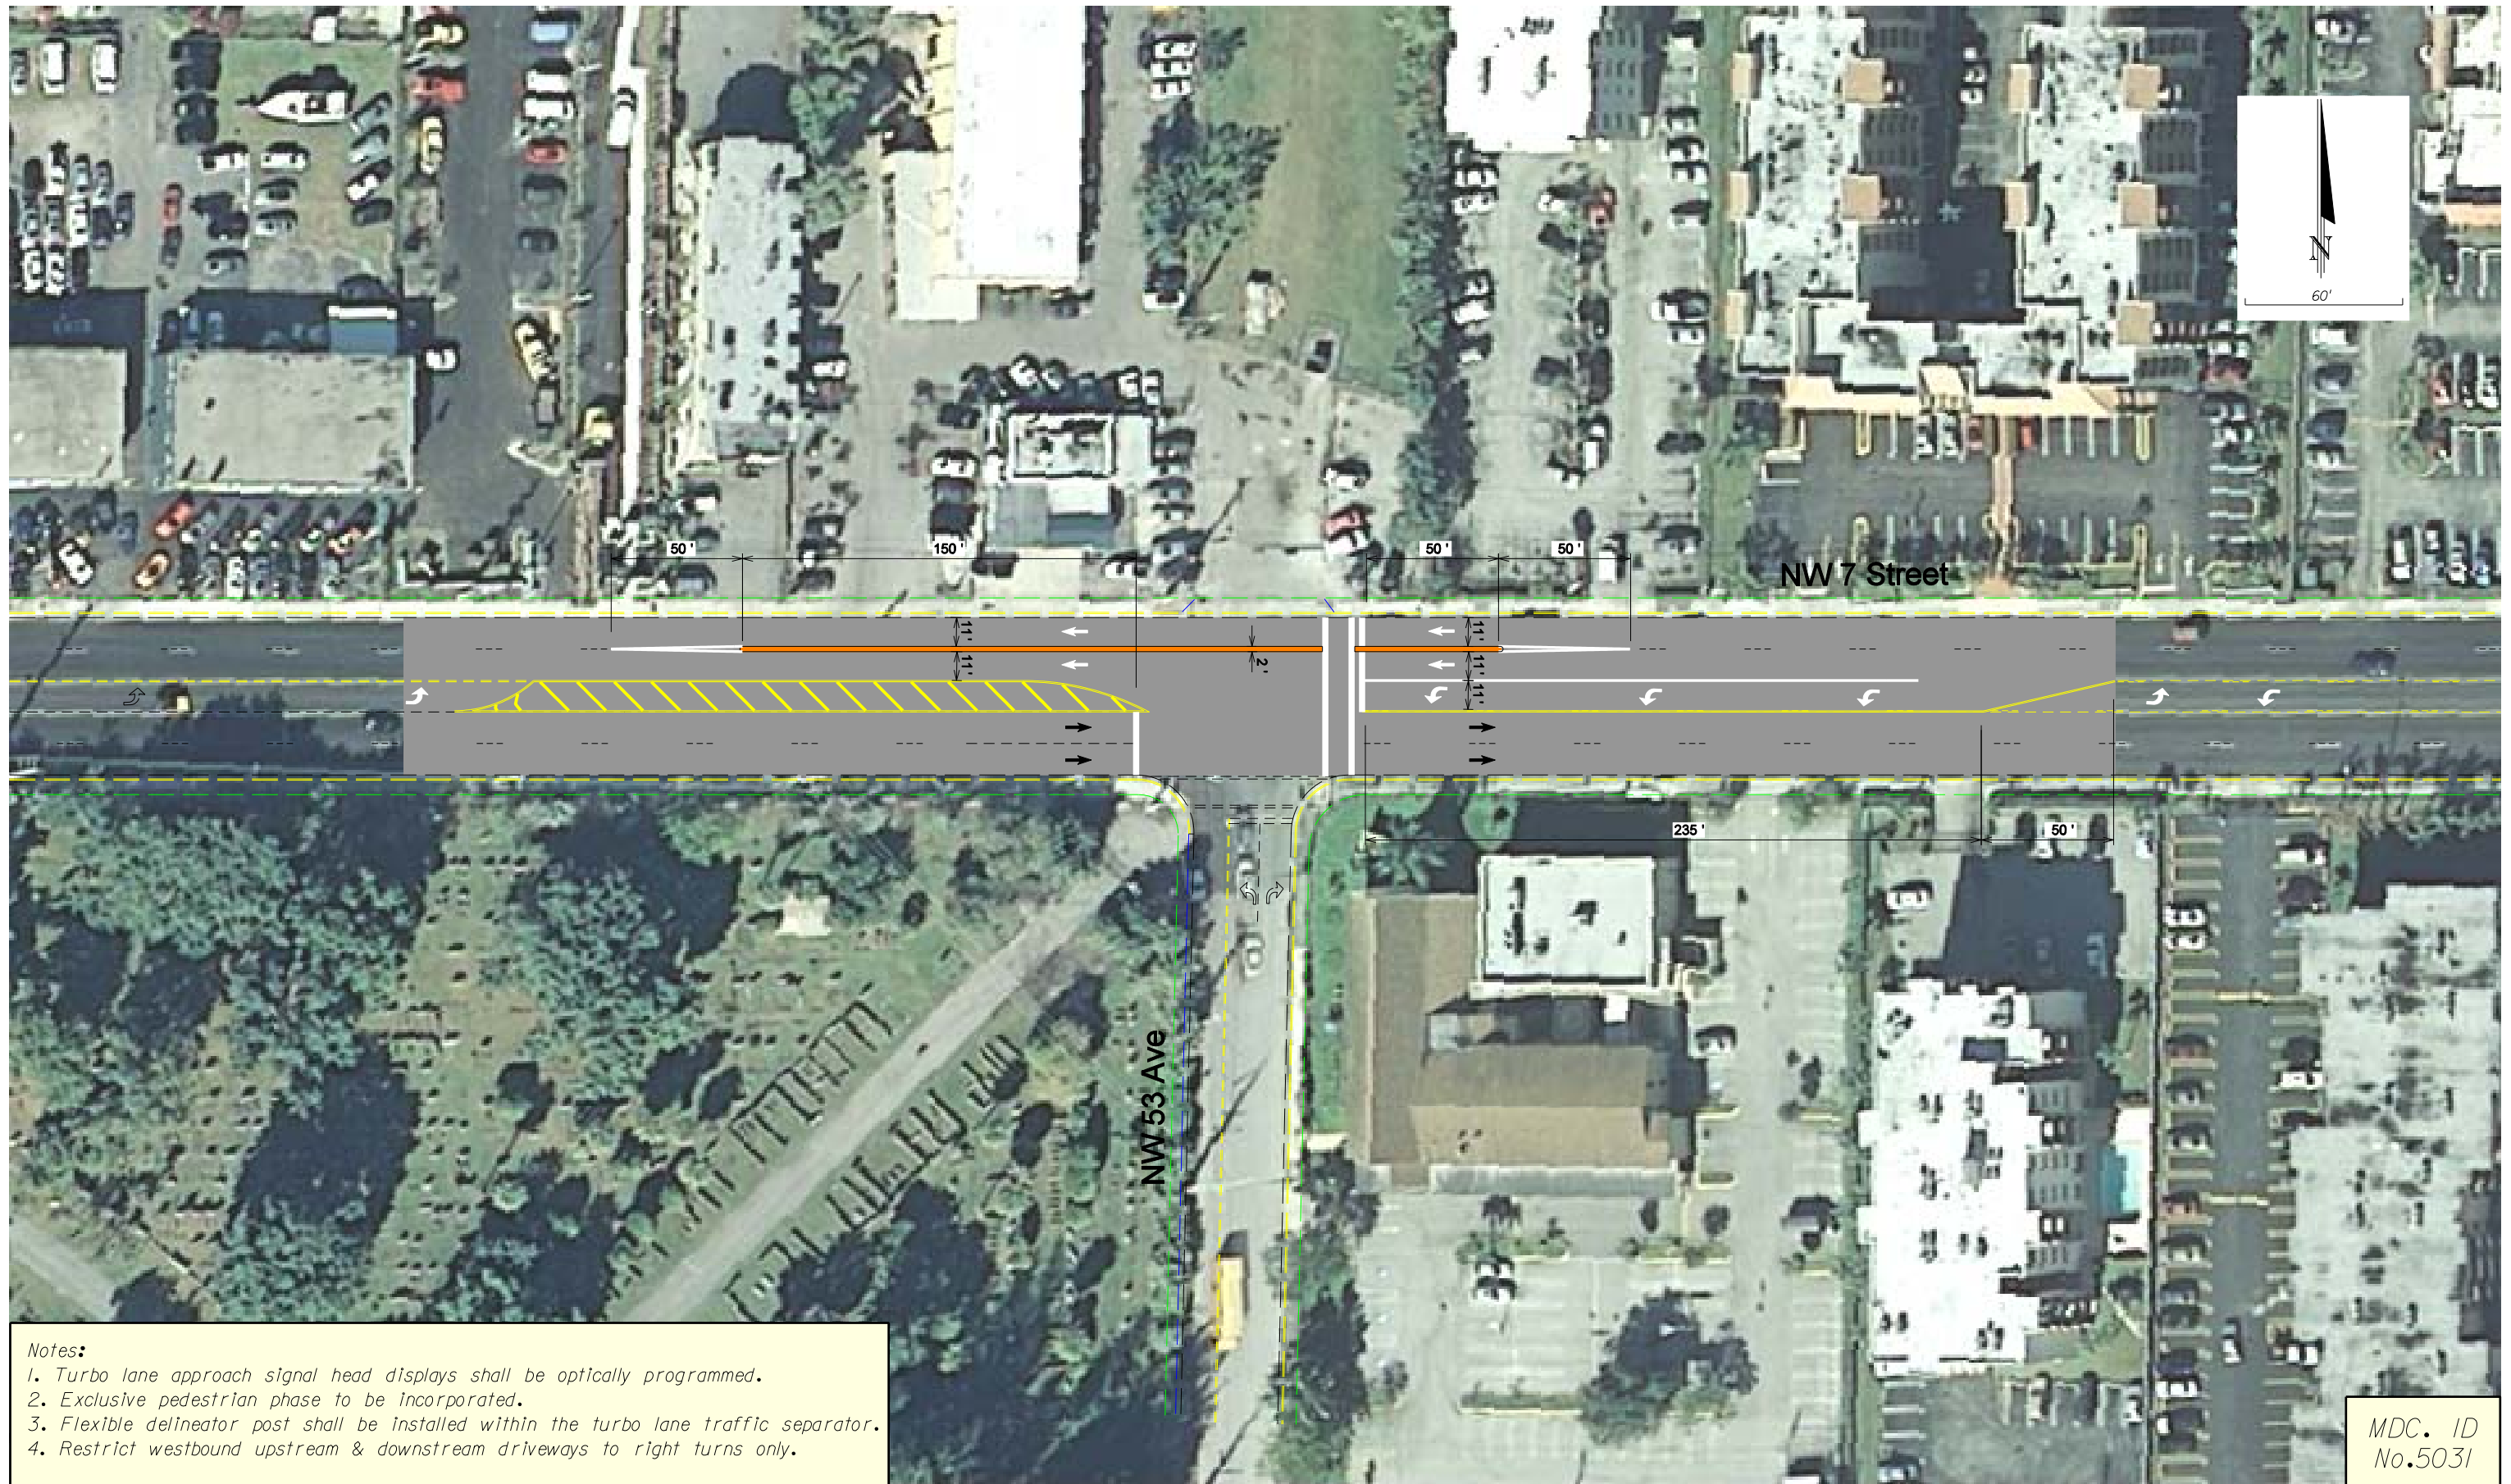 N
60'
50 '
150 '
50 '
50 '
NW 7 Street
11'
11'
2 '
11'
11'
11'
235 '
50 '
NW 53 Ave
Notes:
1. Turbo lane approach signal head displays shall be optically programmed.
2. Exclusive pedestrian phase to be incorporated.
3. Flexible delineator post shall be installed within the turbo lane traffic separator.
4. Restrict westbound upstream & downstream driveways to right turns only.
MDC. ID
No.5031